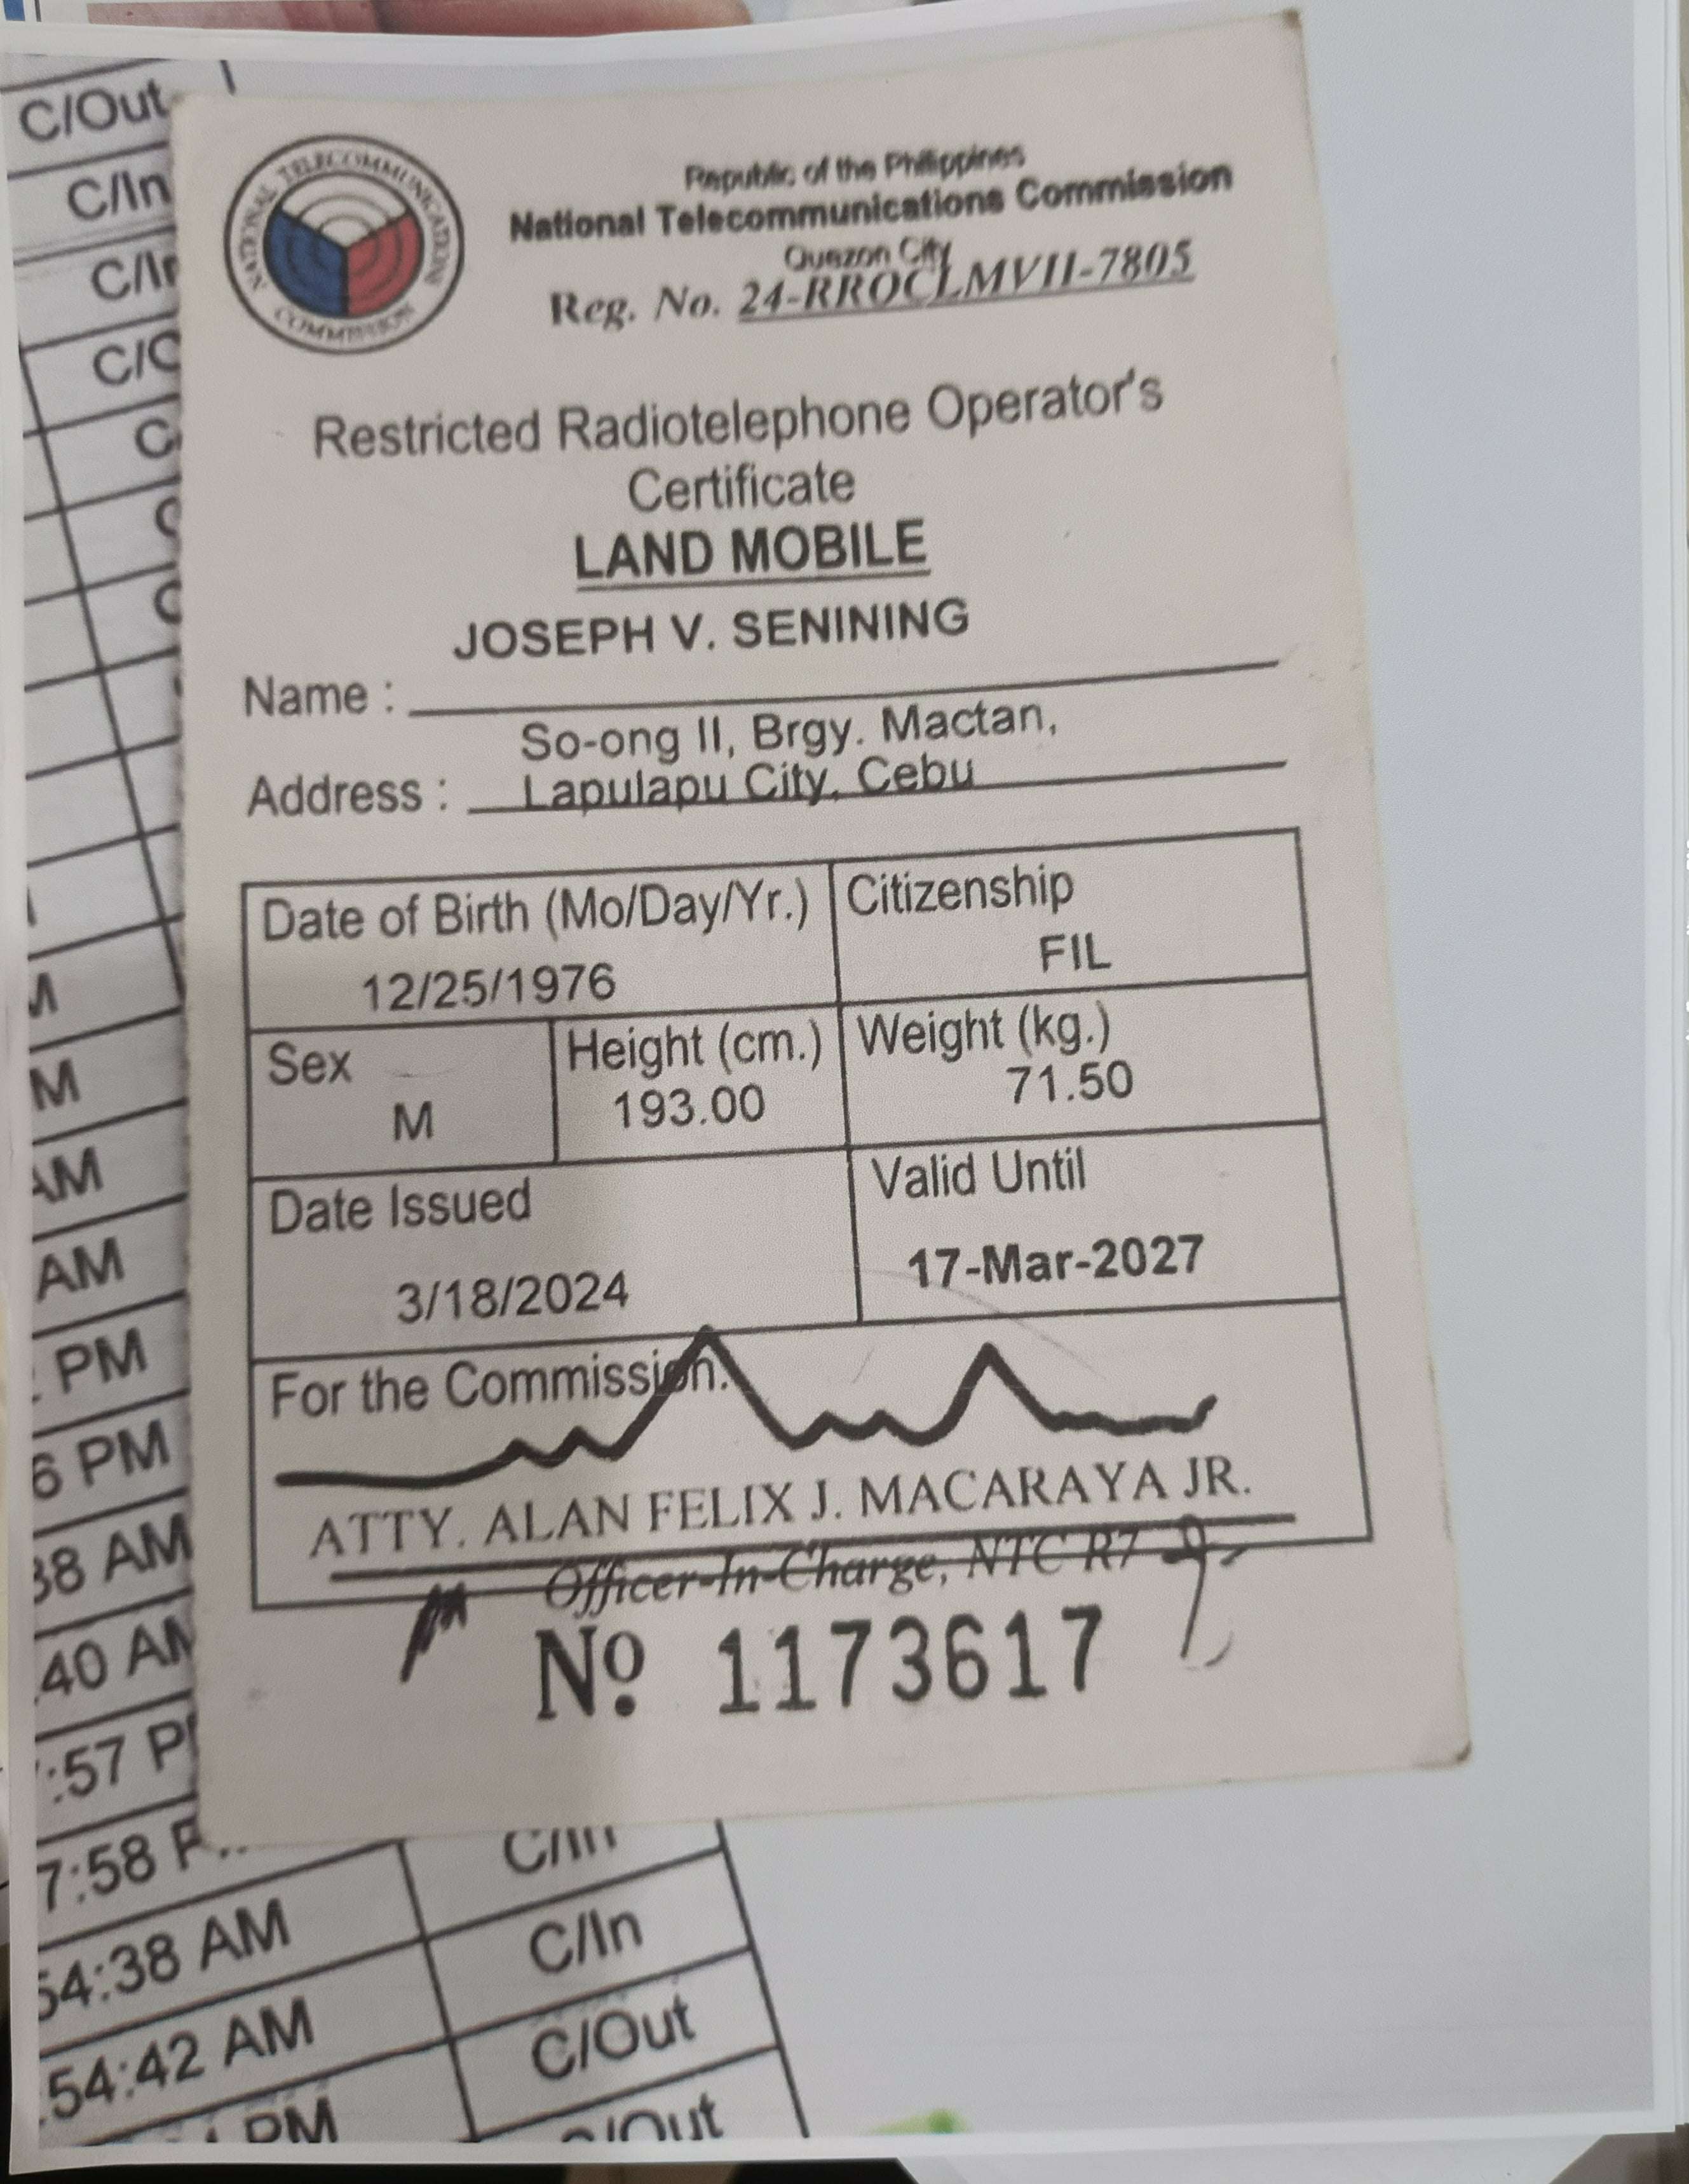 NATIONAL TELECOMMUNICATIONS COMMISSION
Republic of the Philippines
National Telecommunications Commission
Quezon City
Reg. No. 24-RROCLMVII-7805
Restricted Radiotelephone Operator's
Certificate
LAND MOBILE
JOSEPH V. SENINING
Name :
So-ong II, Brgy. Mactan,
Address : Lapulapu City, Cebu
Date of Birth (Mo/Day/Yr.) Citizenship
12/25/1976 FIL
Sex Height (cm.) Weight (kg.)
M 193.00 71.50
Date Issued Valid Until
3/18/2024 17-Mar-2027
For the Commission:
ATTY. ALAN FELIX J. MACARAYA JR.
Officer-In-Charge, NTC R7
Nº 1173617
C/Out
C/In
M
M
AM
AM
PM
6 PM
38 AM
:40 AM
:57 P
7:58 P
C/In
54:38 AM C/In
54:42 AM C/Out
PM C/Out